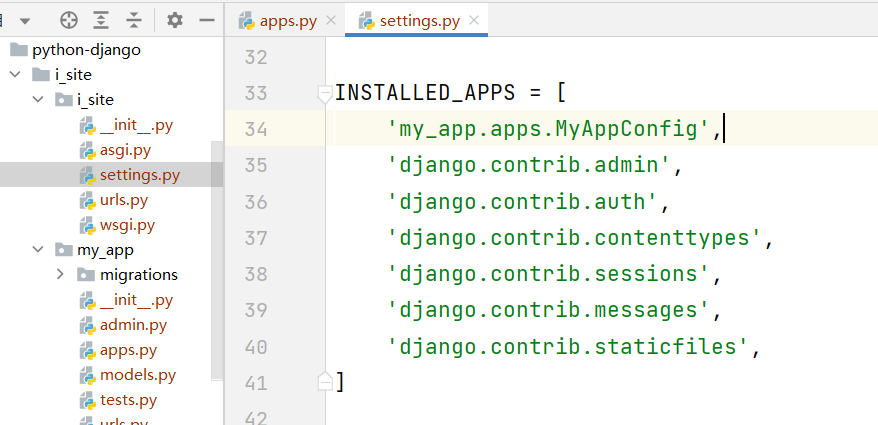 apps.py
settings.py
python-django
i_site
i_site
__init__.py
asgi.py
settings.py
urls.py
wsgi.py
my_app
migrations
__init__.py
admin.py
apps.py
models.py
tests.py
urls.py
32
33 INSTALLED_APPS = [
34 'my_app.apps.MyAppConfig',
35 'django.contrib.admin',
36 'django.contrib.auth',
37 'django.contrib.contenttypes',
38 'django.contrib.sessions',
39 'django.contrib.messages',
40 'django.contrib.staticfiles',
41 ]
42